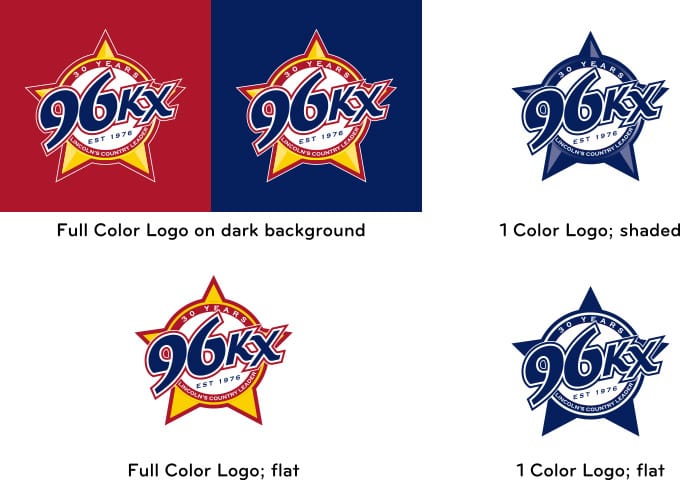 30 YEARS
96KX
EST 1976
LINCOLN'S COUNTRY LEADER
30 YEARS
96KX
EST 1976
LINCOLN'S COUNTRY LEADER
30 YEARS
96KX
EST 1976
LINCOLN'S COUNTRY LEADER
Full Color Logo on dark background
1 Color Logo; shaded
30 YEARS
96KX
EST 1976
LINCOLN'S COUNTRY LEADER
30 YEARS
96KX
EST 1976
LINCOLN'S COUNTRY LEADER
Full Color Logo; flat
1 Color Logo; flat